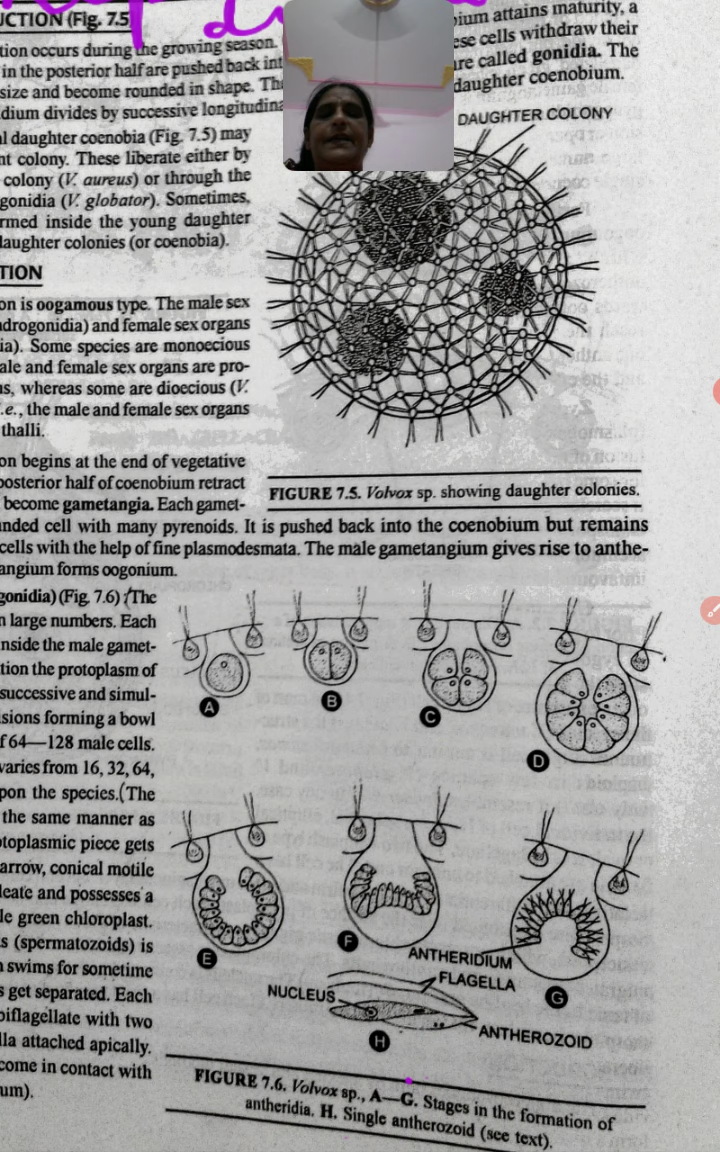 UCTION (Fig. 7.5
tion occurs during the growing season.
bium attains maturity, a
in the posterior half are pushed back int
ese cells withdraw their
size and become rounded in shape. Th
re called gonidia. The
dium divides by successive longitudina
daughter coenobium.
l daughter coenobia (Fig. 7.5) may
nt colony. These liberate either by
colony (V. aureus) or through the
gonidia (V. globator). Sometimes,
rmed inside the young daughter
laughter colonies (or coenobia).
DAUGHTER COLONY
TION
on is oogamous type. The male sex
ndrogonidia) and female sex organs
ia). Some species are monoecious
ale and female sex organs are pro-
ns, whereas some are dioecious (V.
.e., the male and female sex organs
thalli.
on begins at the end of vegetative
posterior half of coenobium retract
become gametangia. Each gamet-
FIGURE 7.5. Volvox sp. showing daughter colonies.
unded cell with many pyrenoids. It is pushed back into the coenobium but remains
cells with the help of fine plasmodesmata. The male gametangium gives rise to anthe-
angium forms oogonium.
gonidia) (Fig. 7.6) : The
n large numbers. Each
inside the male gamet-
tion the protoplasm of
successive and simul-
isions forming a bowl
f 64—128 male cells.
varies from 16, 32, 64,
pon the species. (The
the same manner as
otoplasmic piece gets
arrow, conical motile
leate and possesses a
le green chloroplast.
s (spermatozoids) is
n swims for sometime
s get separated. Each
biflagellate with two
lla attached apically.
come in contact with
um).
A
B
C
D
E
F
G
ANTHERIDIUM
FLAGELLA
NUCLEUS
H
ANTHEROZOID
FIGURE 7.6. Volvox sp., A—G. Stages in the formation of
antheridia. H. Single antherozoid (see text).